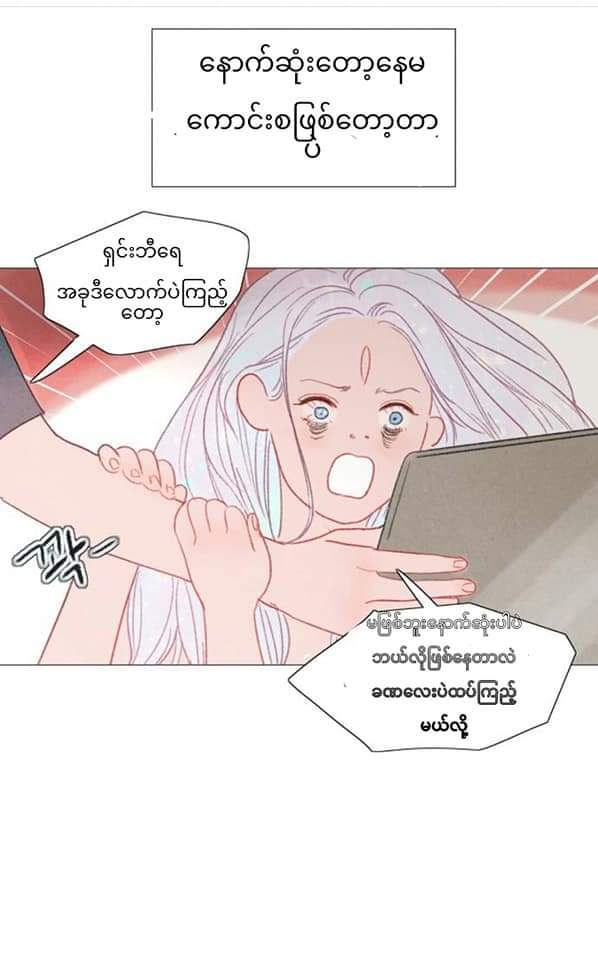 နောက်ဆုံးတော့နေမ
ကောင်းစဖြစ်တော့တာ
ပဲ
ရှင်းဘီရေ
အခုဒီလောက်ပဲကြည့်
တော့
꽉-
မဖြစ်ဘူးနောက်ဆုံးပါပဲ
ဘယ်လိုဖြစ်နေတာလဲ
ခဏလေးပဲထပ်ကြည့်
မယ်လို့